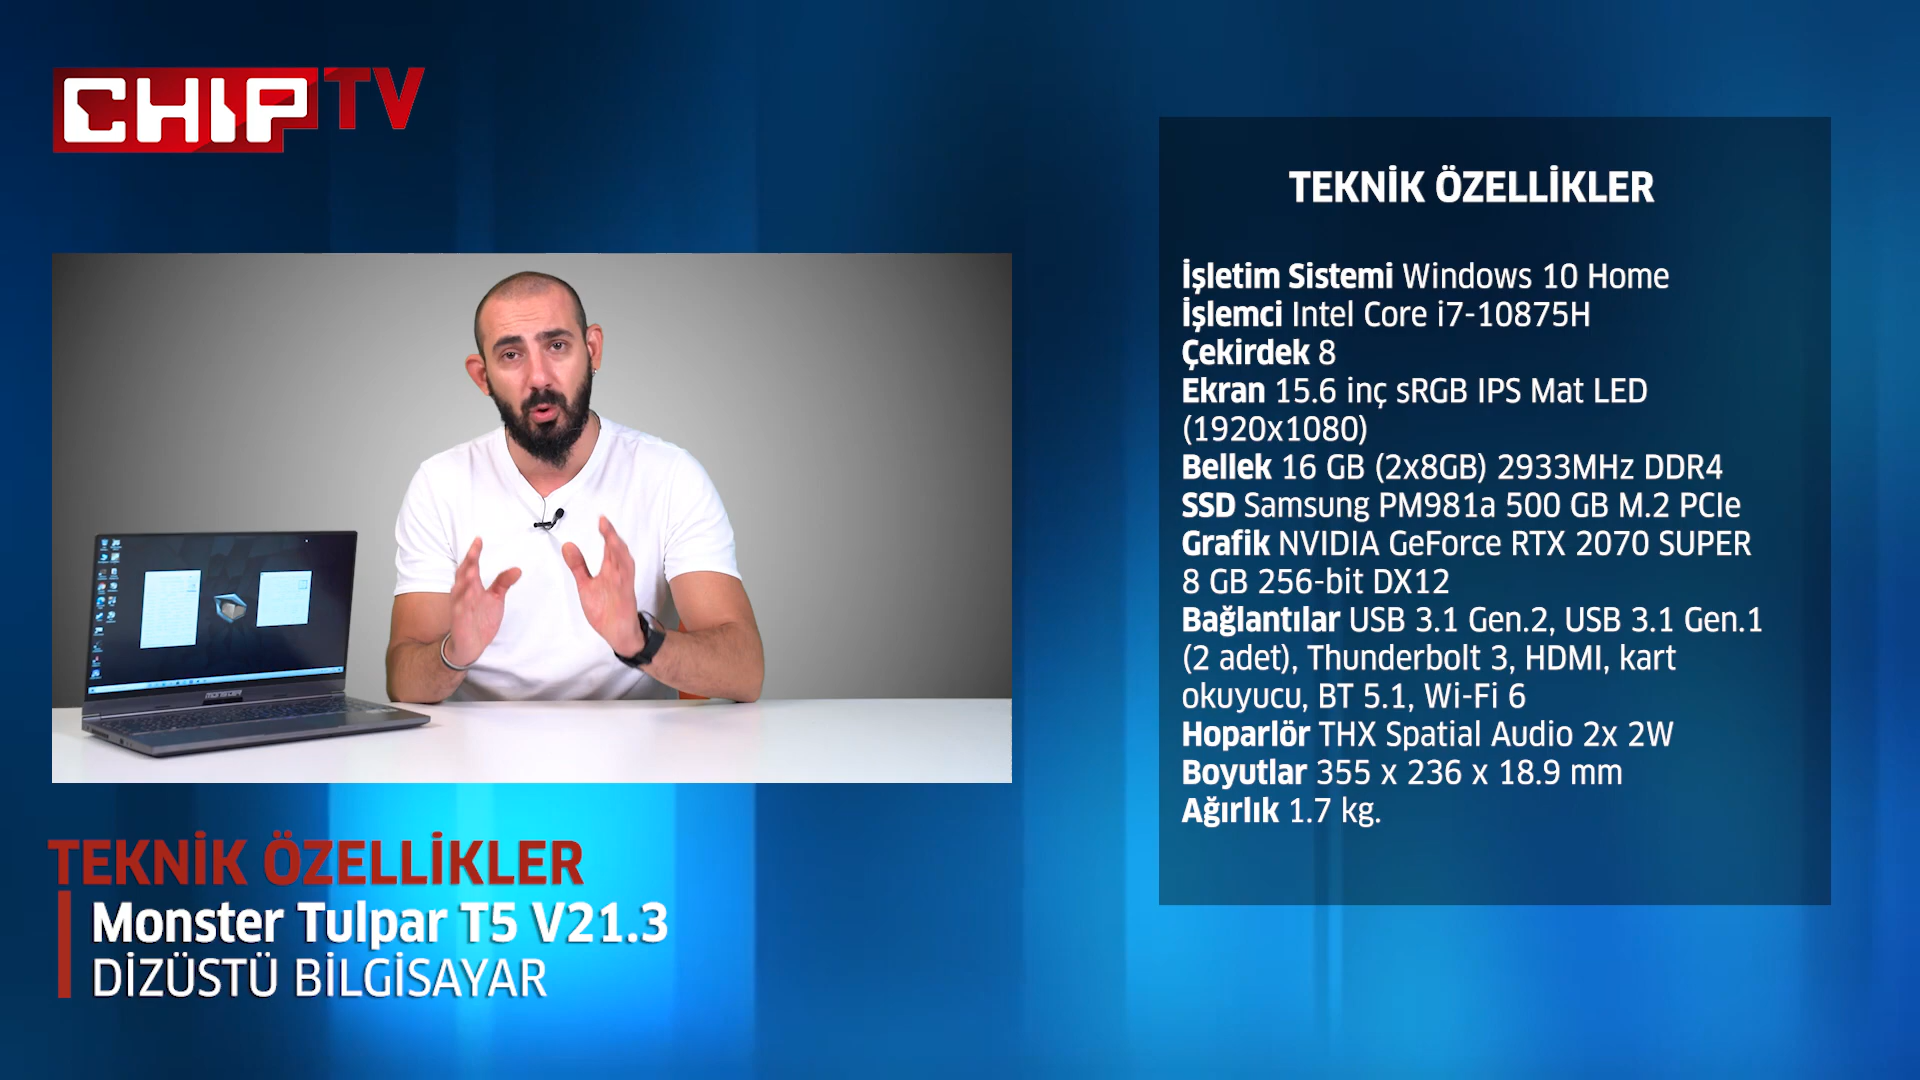 CHIP TV
TEKNİK ÖZELLİKLER
İşletim Sistemi Windows 10 Home
İşlemci Intel Core i7-10875H
Çekirdek 8
Ekran 15.6 inç sRGB IPS Mat LED
(1920x1080)
Bellek 16 GB (2x8GB) 2933MHz DDR4
SSD Samsung PM981a 500 GB M.2 PCIe
Grafik NVIDIA GeForce RTX 2070 SUPER
8 GB 256-bit DX12
Bağlantılar USB 3.1 Gen.2, USB 3.1 Gen.1
(2 adet), Thunderbolt 3, HDMI, kart
okuyucu, BT 5.1, Wi-Fi 6
Hoparlör THX Spatial Audio 2x 2W
Boyutlar 355 x 236 x 18.9 mm
Ağırlık 1.7 kg.
MONSTER
TEKNİK ÖZELLİKLER
Monster Tulpar T5 V21.3
DİZÜSTÜ BİLGİSAYAR